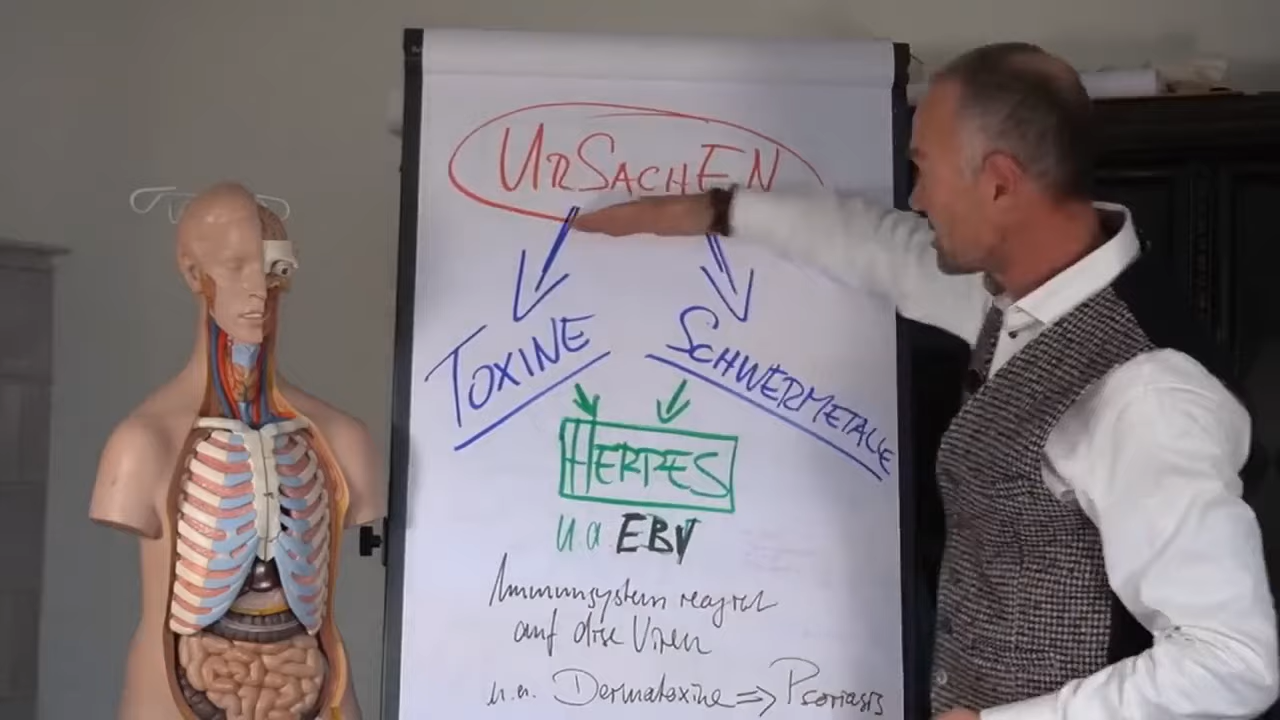 URSACHEN
TOXINE SCHWERMETALLE
HERPES
u.a EBV
Immunsystem reagiert
auf diese Viren
u.a. Dermatoxine => Psoriasis